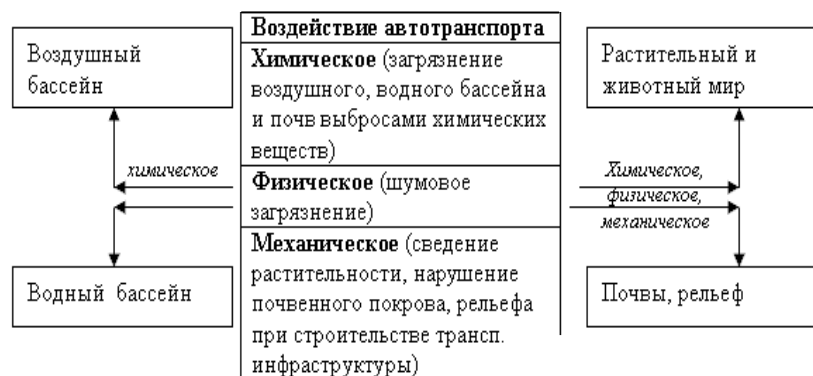 Воздушный
бассейн
Воздействие автотранспорта
Химическое (загрязнение
воздушного, водного бассейна
и почв выбросами химических
веществ)
Физическое (шумовое
загрязнение)
Механическое (сведение
растительности, нарушение
почвенного покрова, рельефа
при строительстве трансп.
инфраструктуры)
Растительный и
животный мир
химическое
Химическое,
физическое,
механическое
Водный бассейн
Почвы, рельеф